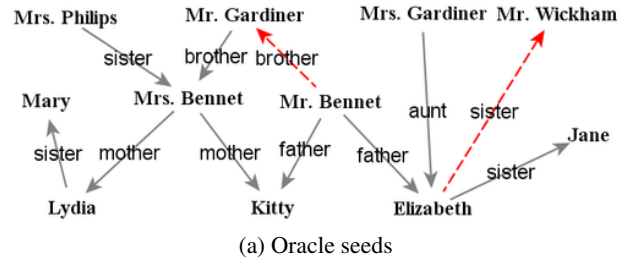 Mrs. Philips Mr. Gardiner Mrs. Gardiner Mr. Wickham
sister brother brother
Mary Mrs. Bennet Mr. Bennet aunt sister
Jane
sister mother mother father father sister
Lydia Kitty Elizabeth
(a) Oracle seeds